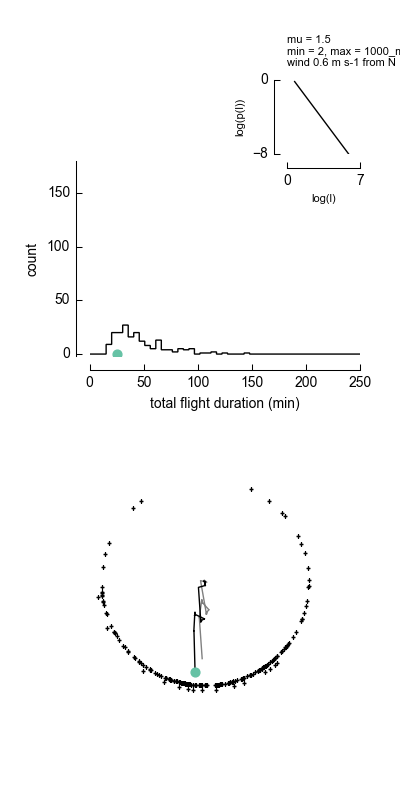 mu = 1.5
min = 2, max = 1000_m
wind 0.6 m s-1 from N
0
log(p(l))
−8
0 7
log(l)
150
100
count
50
0
0 50 100 150 200 250
total flight duration (min)